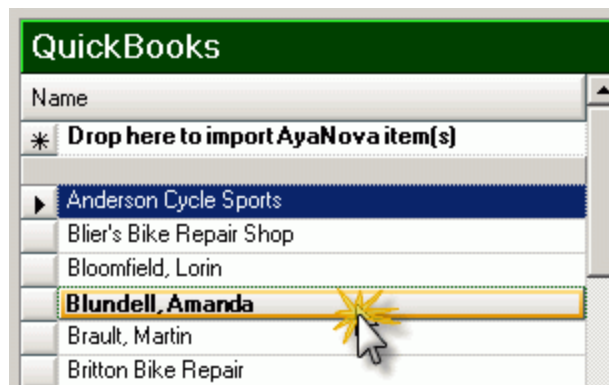 QuickBooks
Name
Drop here to import AyaNova item(s)
Anderson Cycle Sports
Blier's Bike Repair Shop
Bloomfield, Lorin
Blundell, Amanda
Brault, Martin
Britton Bike Repair